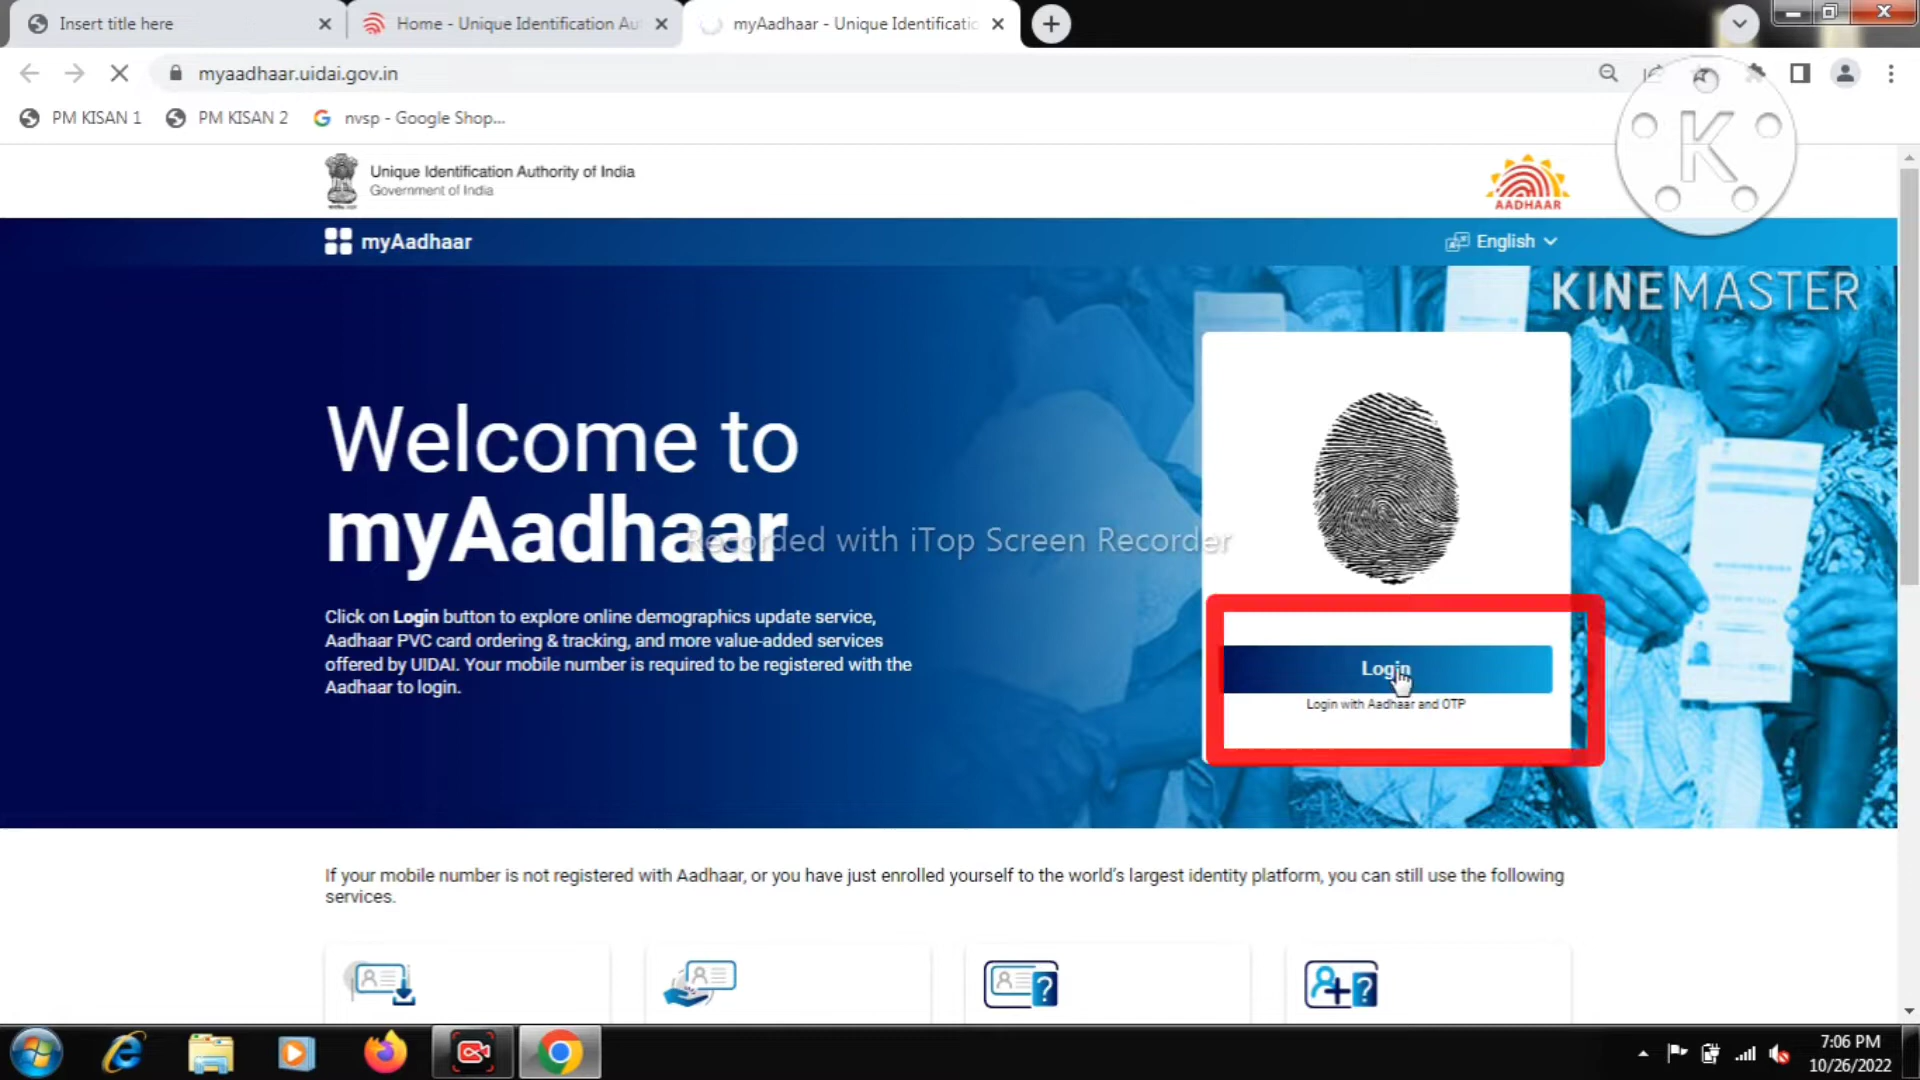 Insert title here
Home - Unique Identification Au
myAadhaar - Unique Identificatio
myaadhaar.uidai.gov.in
PM KISAN 1
PM KISAN 2
nvsp - Google Shop...
Unique Identification Authority of India
Government of India
AADHAAR
K
myAadhaar
English
KINEMASTER
Welcome to
myAadhaar
Recorded with iTop Screen Recorder
Click on Login button to explore online demographics update service,
Aadhaar PVC card ordering & tracking, and more value-added services
offered by UIDAI. Your mobile number is required to be registered with the
Aadhaar to login.
Login
Login with Aadhaar and OTP
If your mobile number is not registered with Aadhaar, or you have just enrolled yourself to the world's largest identity platform, you can still use the following
services.
7:06 PM
10/26/2022